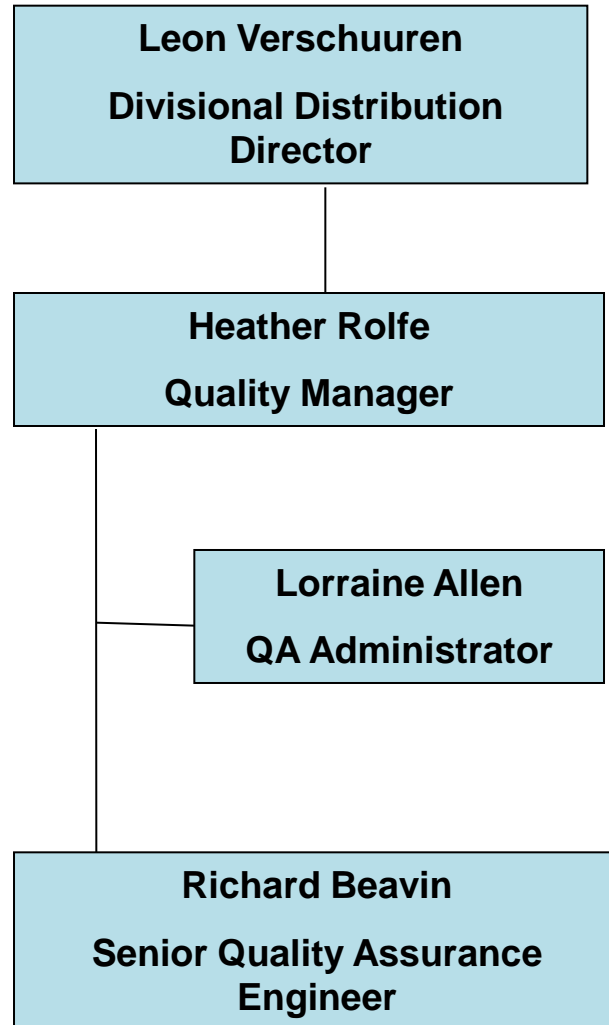 Leon Verschuuren
Divisional Distribution
Director
Heather Rolfe
Quality Manager
Lorraine Allen
QA Administrator
Richard Beavin
Senior Quality Assurance
Engineer